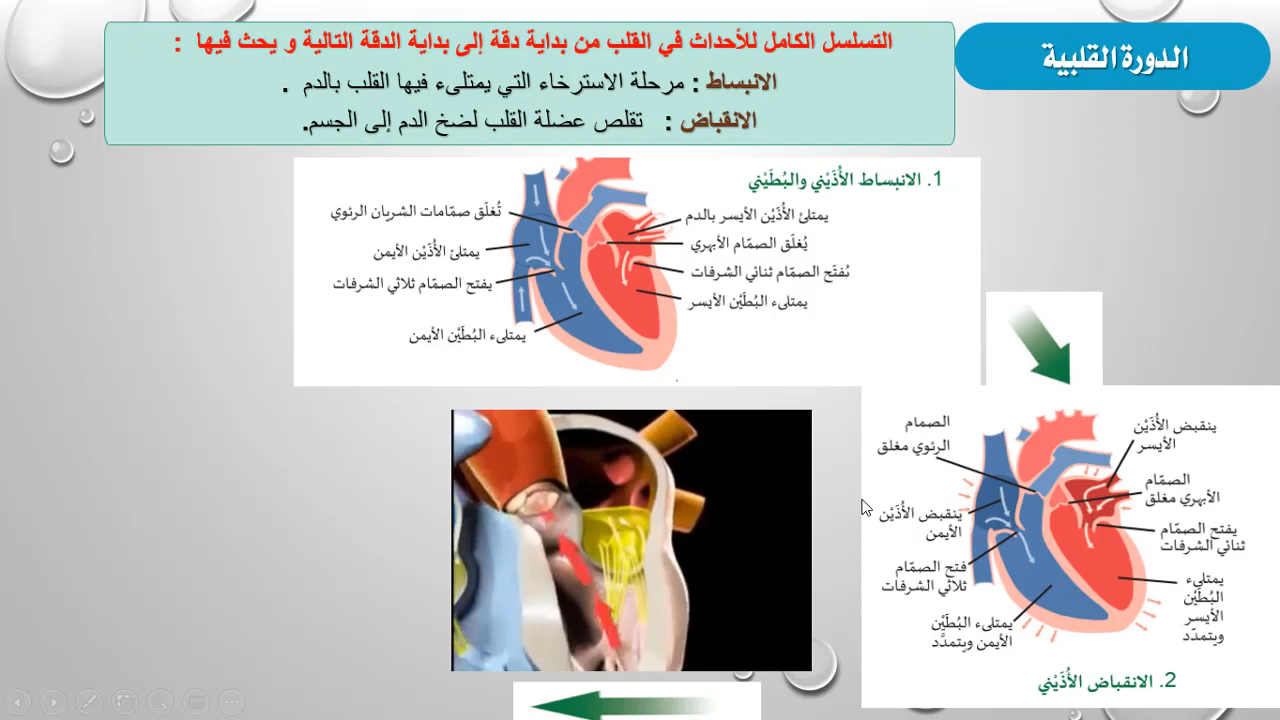 الدورة القلبية
التسلسل الكامل للأحداث في القلب من بداية دقة إلى بداية الدقة التالية و يحث فيها :
الانبساط : مرحلة الاسترخاء التي يمتلىء فيها القلب بالدم .
الانقباض : تقلص عضلة القلب لضخ الدم إلى الجسم.
1. الانبساط الأُذَيْني والبُطَيْني
يمتلئ الأُذَيْن الأيسر بالدم
يُغلَق الصمّام الأبهري
يُفتَح الصمّام ثنائي الشرفات
يمتلىء البُطَيْن الأيسر
تُغلَق صمّامات الشريان الرئوي
يمتلئ الأُذَيْن الأيمن
يفتح الصمّام ثلاثي الشرفات
يمتلىء البُطَيْن الأيمن
ينقبض الأُذَيْن
الأيسر
الصمّام
الأبهري مغلق
يفتح الصمّام
ثنائي الشرفات
يمتلىء
البُطَيْن
الأيسر
ويتمدّد
الصمام
الرئوي مغلق
ينقبض الأُذَيْن
الأيمن
فتح الصمّام
ثلاثي الشرفات
يمتلىء البُطَيْن
الأيمن ويتمدَّد
2. الانقباض الأُذَيْني